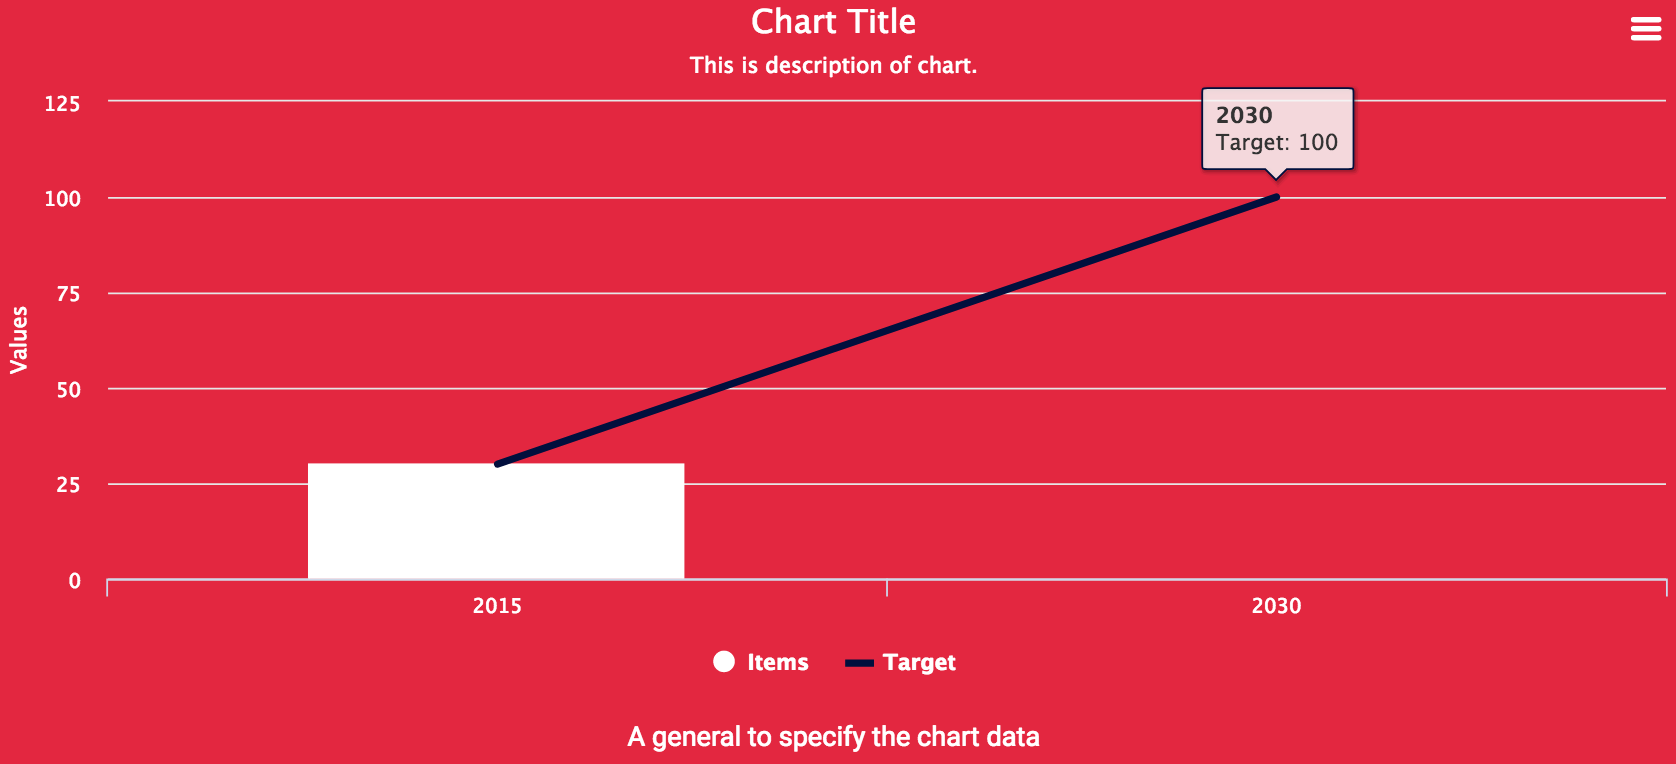 Chart Title
This is description of chart.
125
2030
Target: 100
100
75
Values
50
25
0
2015
2030
Items
Target
A general to specify the chart data